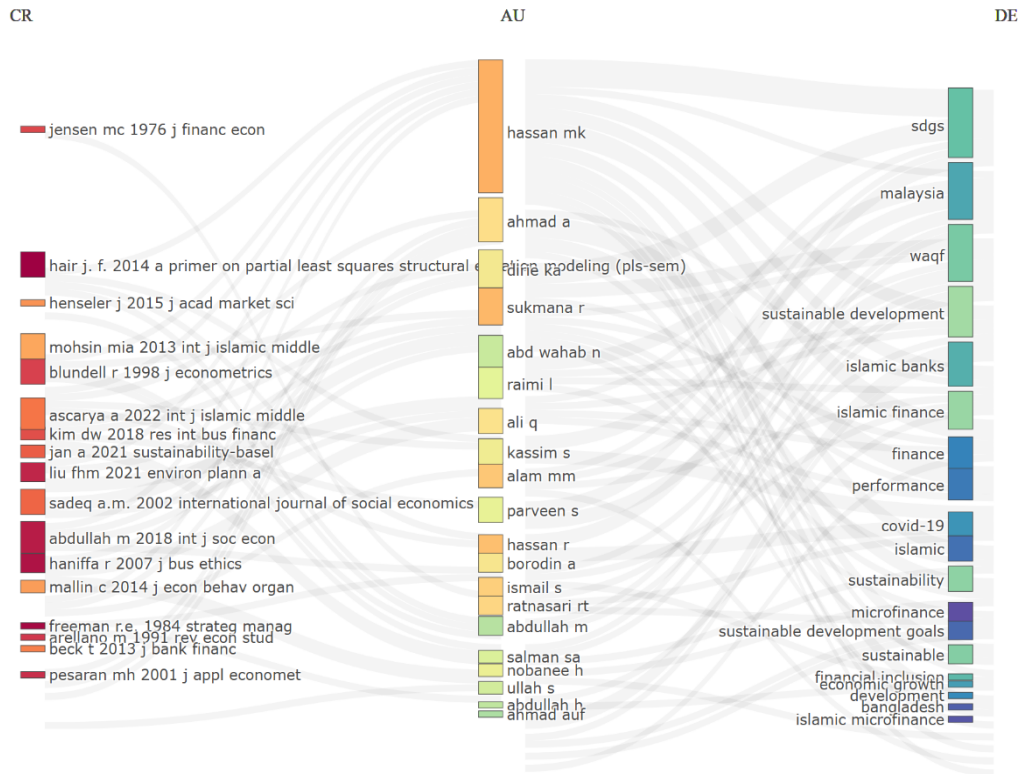 CR
AU
DE
jensen mc 1976 j financ econ
hair j. f. 2014 a primer on partial least squares structural equation modeling (pls-sem)
henseler j 2015 j acad market sci
mohsin mia 2013 int j islamic middle
blundell r 1998 j econometrics
ascarya a 2022 int j islamic middle
kim dw 2018 res int bus financ
jan a 2021 sustainability-basel
liu fhm 2021 environ plann a
sadeq a.m. 2002 international journal of social economics
abdullah m 2018 int j soc econ
haniffa r 2007 j bus ethics
mallin c 2014 j econ behav organ
freeman r.e. 1984 strateg manag
arellano m 1991 rev econ stud
beck t 2013 j bank financ
pesaran mh 2001 j appl economet
hassan mk
ahmad a
dirie ka
sukmana r
abd wahab n
raimi l
ali q
kassim s
alam mm
parveen s
hassan r
borodin a
ismail s
ratnasari rt
abdullah m
salman sa
nobanee h
ullah s
abdullah h
ahmad auf
sdgs
malaysia
waqf
sustainable development
islamic banks
islamic finance
finance
performance
covid-19
islamic
sustainability
microfinance
sustainable development goals
sustainable
financial inclusion
economic growth
development
bangladesh
islamic microfinance